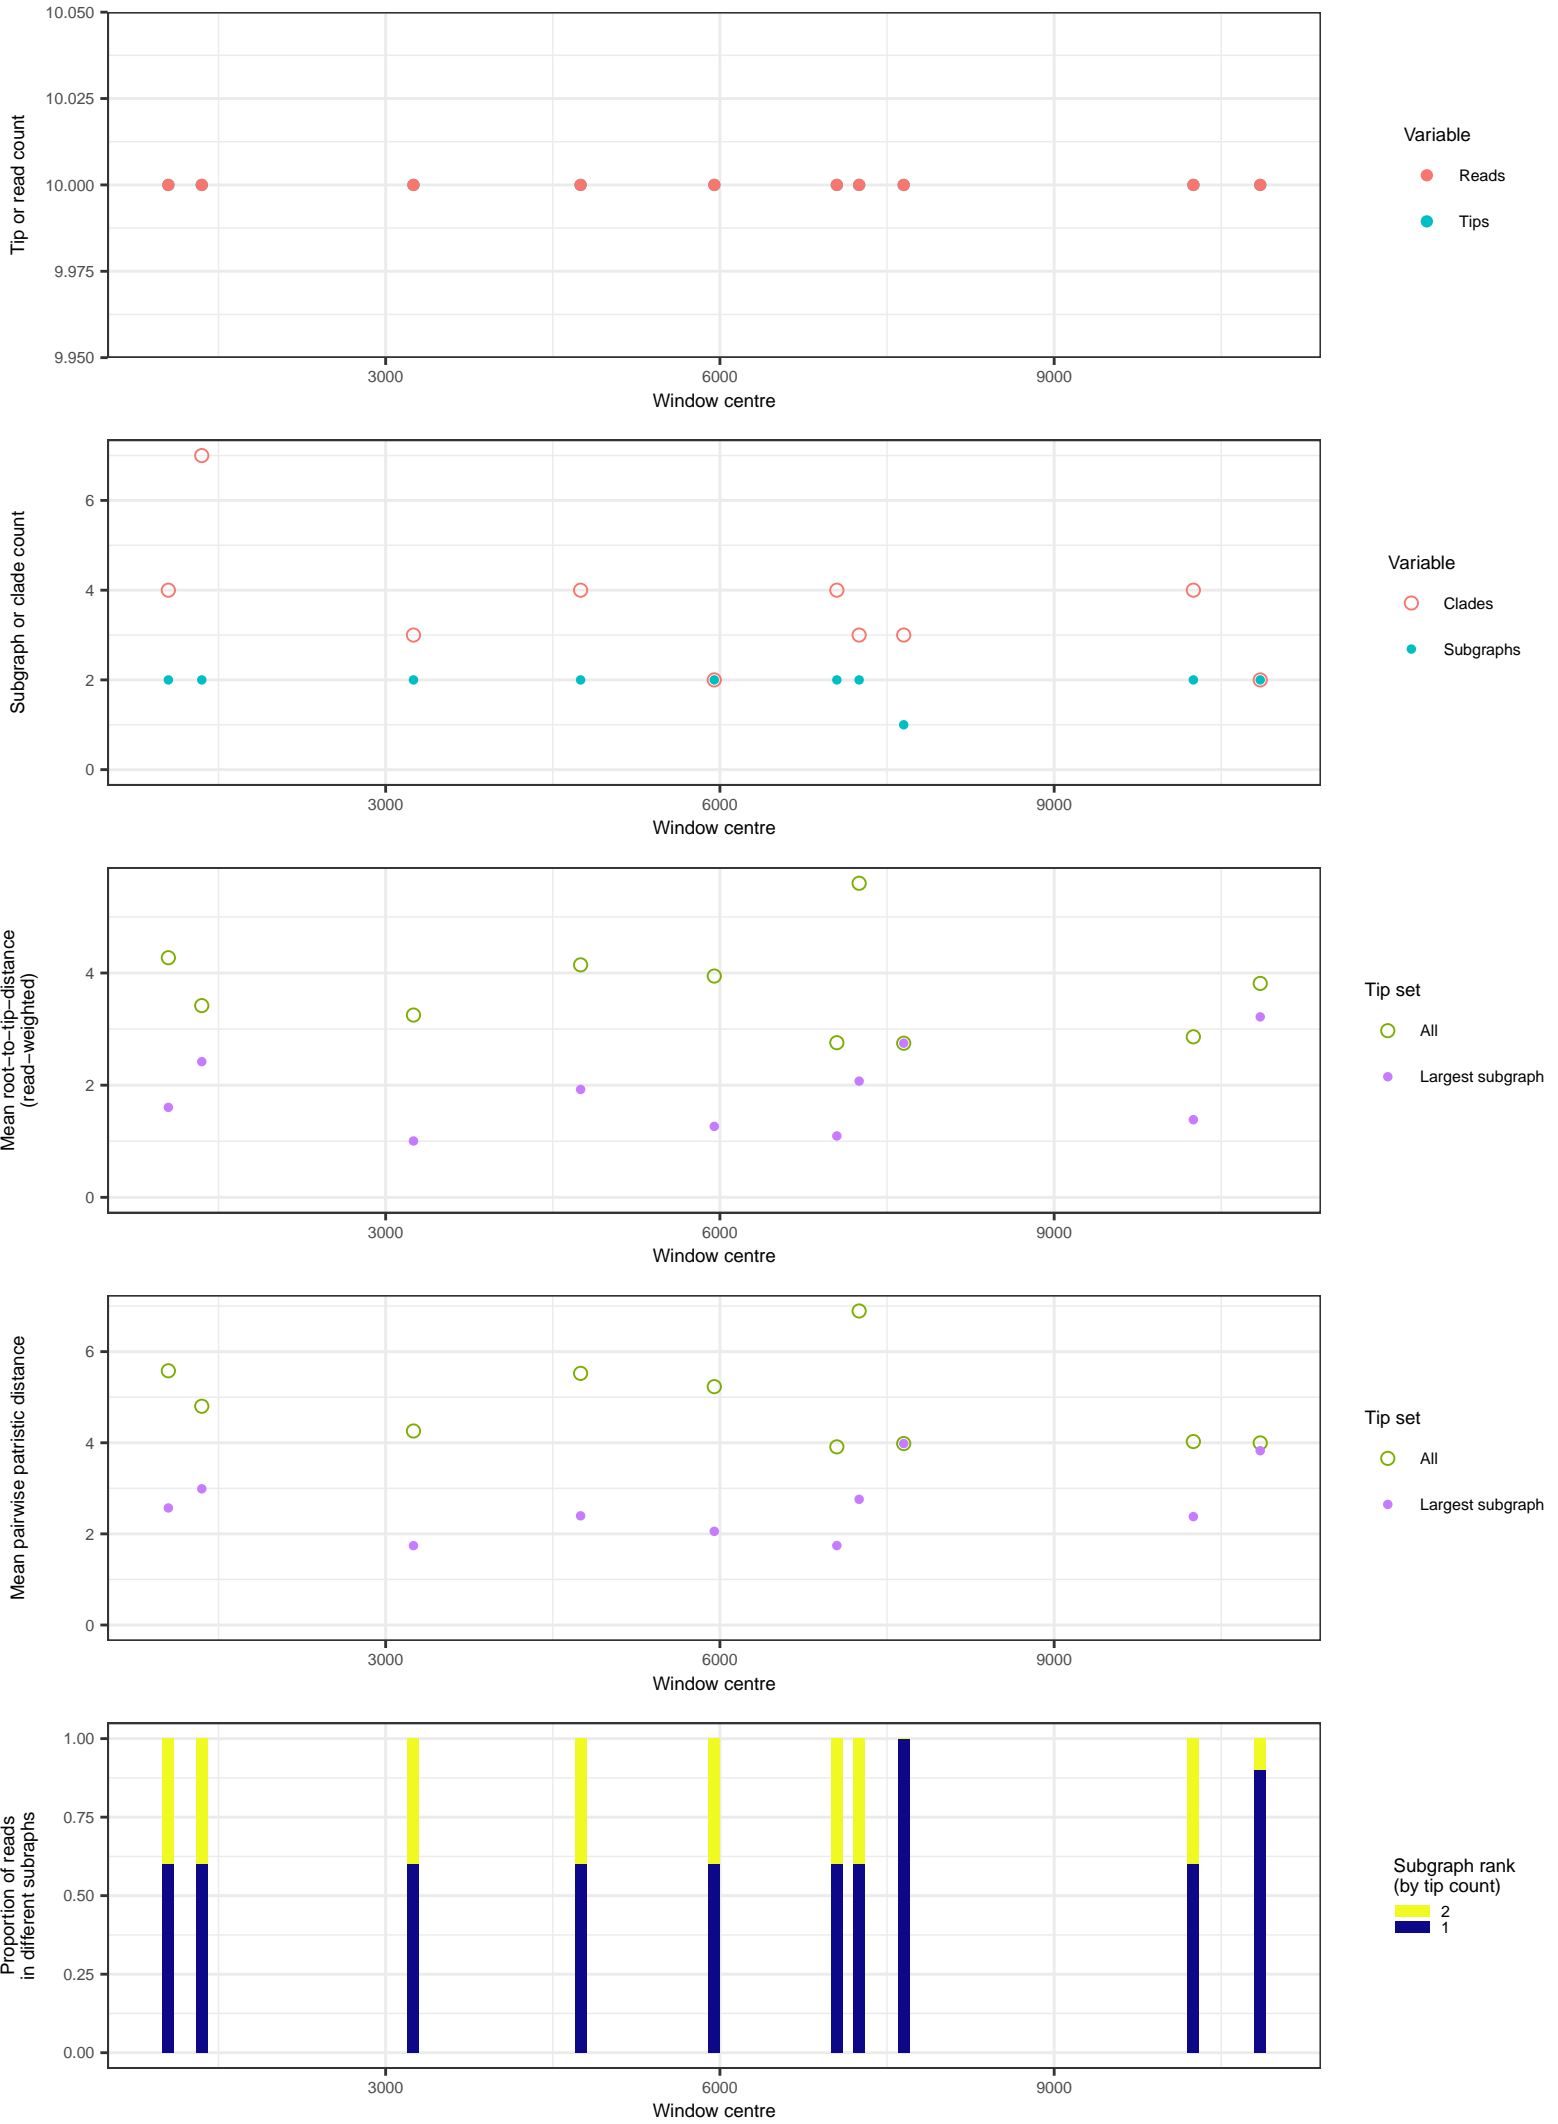 10.050
10.025
10.000
9.975
9.950
Tip or read count
3000 6000 9000
Window centre
Variable
Reads
Tips
6
4
2
0
Subgraph or clade count
3000 6000 9000
Window centre
Variable
Clades
Subgraphs
4
2
0
Mean root−to−tip−distance
(read−weighted)
3000 6000 9000
Window centre
Tip set
All
Largest subgraph
6
4
2
0
Mean pairwise patristic distance
3000 6000 9000
Window centre
Tip set
All
Largest subgraph
1.00
0.75
0.50
0.25
0.00
Proportion of reads
in different subraphs
3000 6000 9000
Window centre
Subgraph rank
(by tip count)
2
1